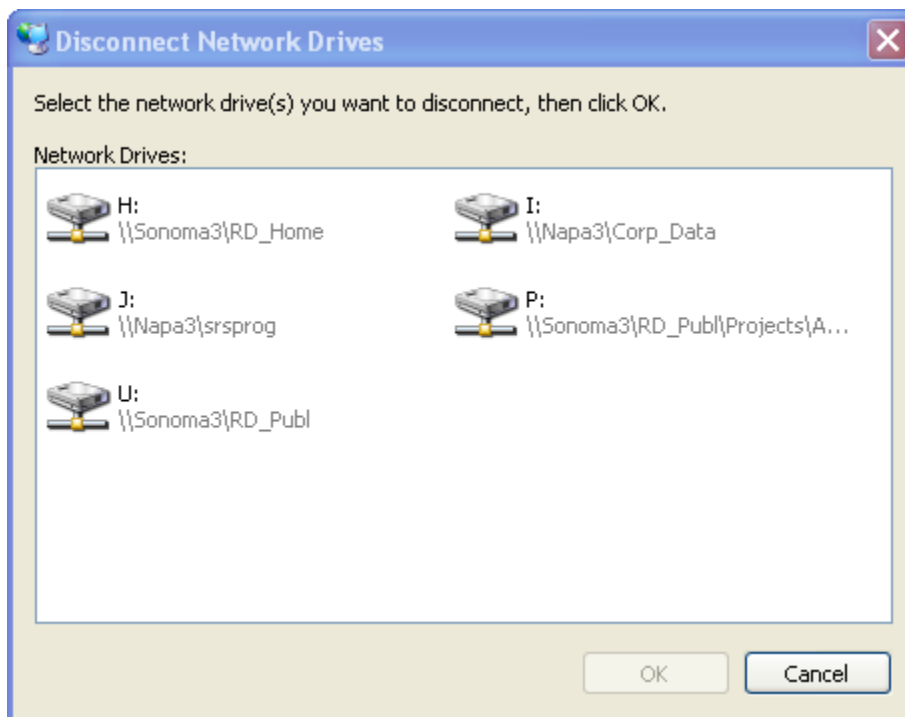 Disconnect Network Drives
Select the network drive(s) you want to disconnect, then click OK.
Network Drives:
H:
\\Sonoma3\RD_Home
I:
\\Napa3\Corp_Data
J:
\\Napa3\srsprog
P:
\\Sonoma3\RD_Publ\Projects\A...
U:
\\Sonoma3\RD_Publ
OK
Cancel